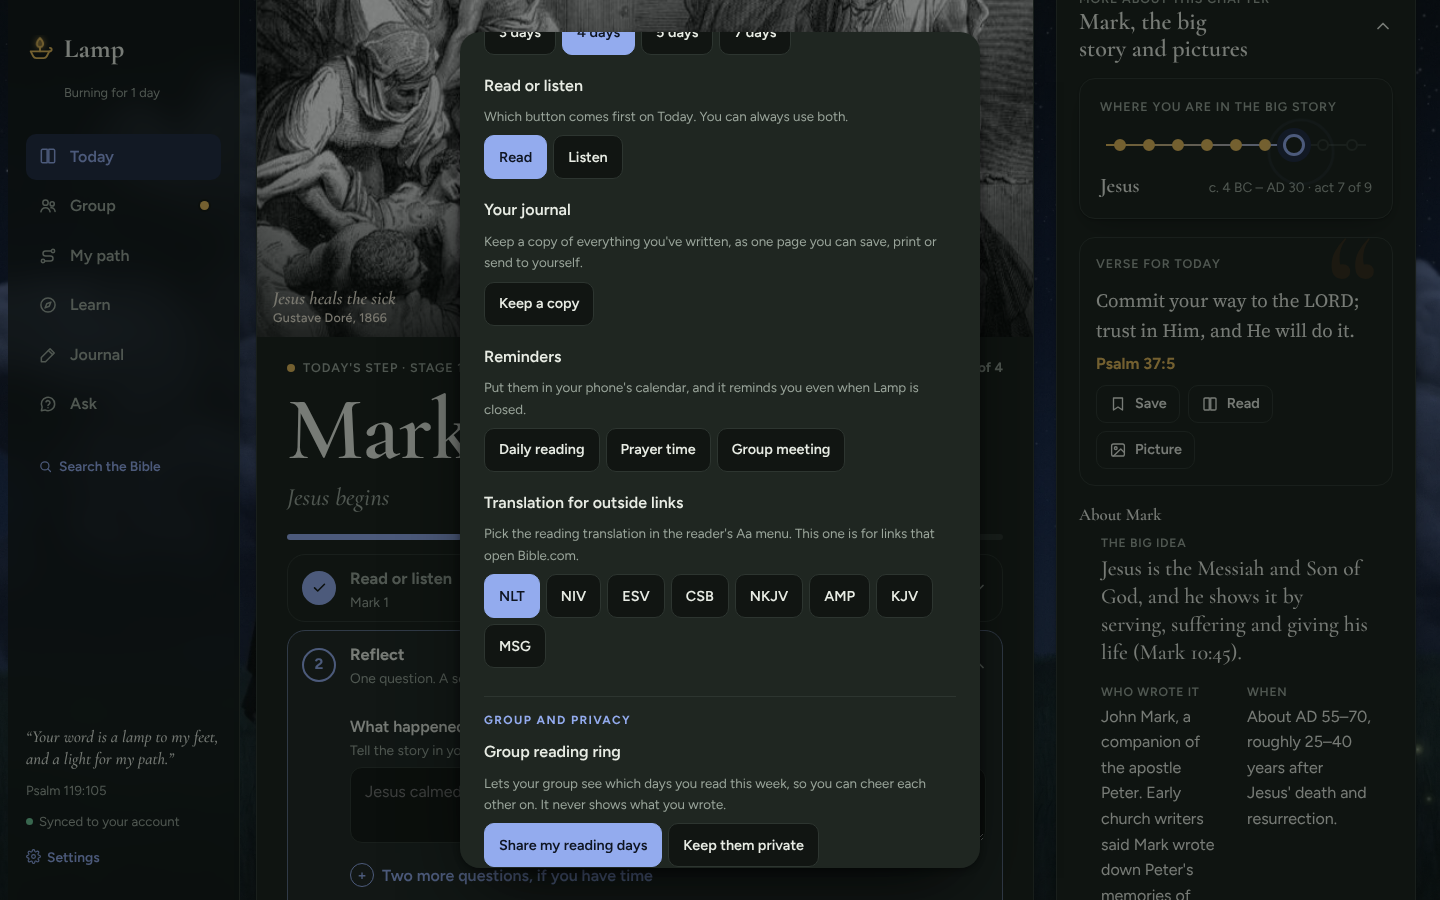 Lamp
Burning for 1 day
Today
Group
My path
Learn
Journal
Ask
Search the Bible
“Your word is a lamp to my feet,
and a light for my path.”
Psalm 119:105
Synced to your account
Settings
Jesus heals the sick
Gustave Doré, 1866
TODAY'S STEP · STAGE
of 4
Mark
Jesus begins
Read or listen
Mark 1
2
Reflect
One question.
What happened
Tell the story in
Jesus calmed
Two more questions, if you have time
3 days
4 days
5 days
7 days
Read or listen
Which button comes first on Today. You can always use both.
Read
Listen
Your journal
Keep a copy of everything you've written, as one page you can save, print or
send to yourself.
Keep a copy
Reminders
Put them in your phone's calendar, and it reminds you even when Lamp is
closed.
Daily reading
Prayer time
Group meeting
Translation for outside links
Pick the reading translation in the reader's Aa menu. This one is for links that
open Bible.com.
NLT
NIV
ESV
CSB
NKJV
AMP
KJV
MSG
GROUP AND PRIVACY
Group reading ring
Lets your group see which days you read this week, so you can cheer each
other on. It never shows what you wrote.
Share my reading days
Keep them private
MORE ABOUT THIS CHAPTER
Mark, the big
story and pictures
WHERE YOU ARE IN THE BIG STORY
Jesus
c. 4 BC – AD 30 · act 7 of 9
VERSE FOR TODAY
Commit your way to the LORD;
trust in Him, and He will do it.
Psalm 37:5
Save
Read
Picture
About Mark
THE BIG IDEA
Jesus is the Messiah and Son of
God, and he shows it by
serving, suffering and giving his
life (Mark 10:45).
WHO WROTE IT
John Mark, a
companion of
the apostle
Peter. Early
church writers
said Mark wrote
down Peter's
memories of
WHEN
About AD 55–70,
roughly 25–40
years after
Jesus' death and
resurrection.